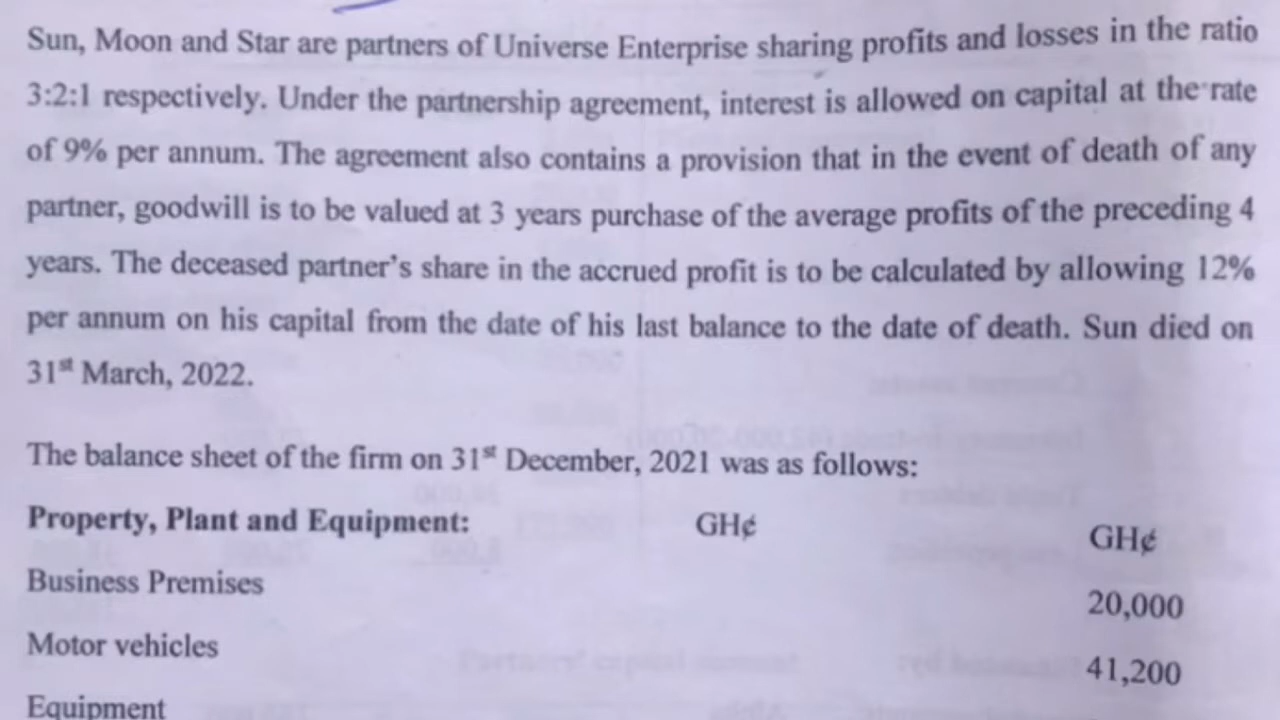 Sun, Moon and Star are partners of Universe Enterprise sharing profits and losses in the ratio
3:2:1 respectively. Under the partnership agreement, interest is allowed on capital at the rate
of 9% per annum. The agreement also contains a provision that in the event of death of any
partner, goodwill is to be valued at 3 years purchase of the average profits of the preceding 4
years. The deceased partner's share in the accrued profit is to be calculated by allowing 12%
per annum on his capital from the date of his last balance to the date of death. Sun died on
31st March, 2022.
The balance sheet of the firm on 31st December, 2021 was as follows:
Property, Plant and Equipment: GH¢ GH¢
Business Premises 20,000
Motor vehicles 41,200
Equipment